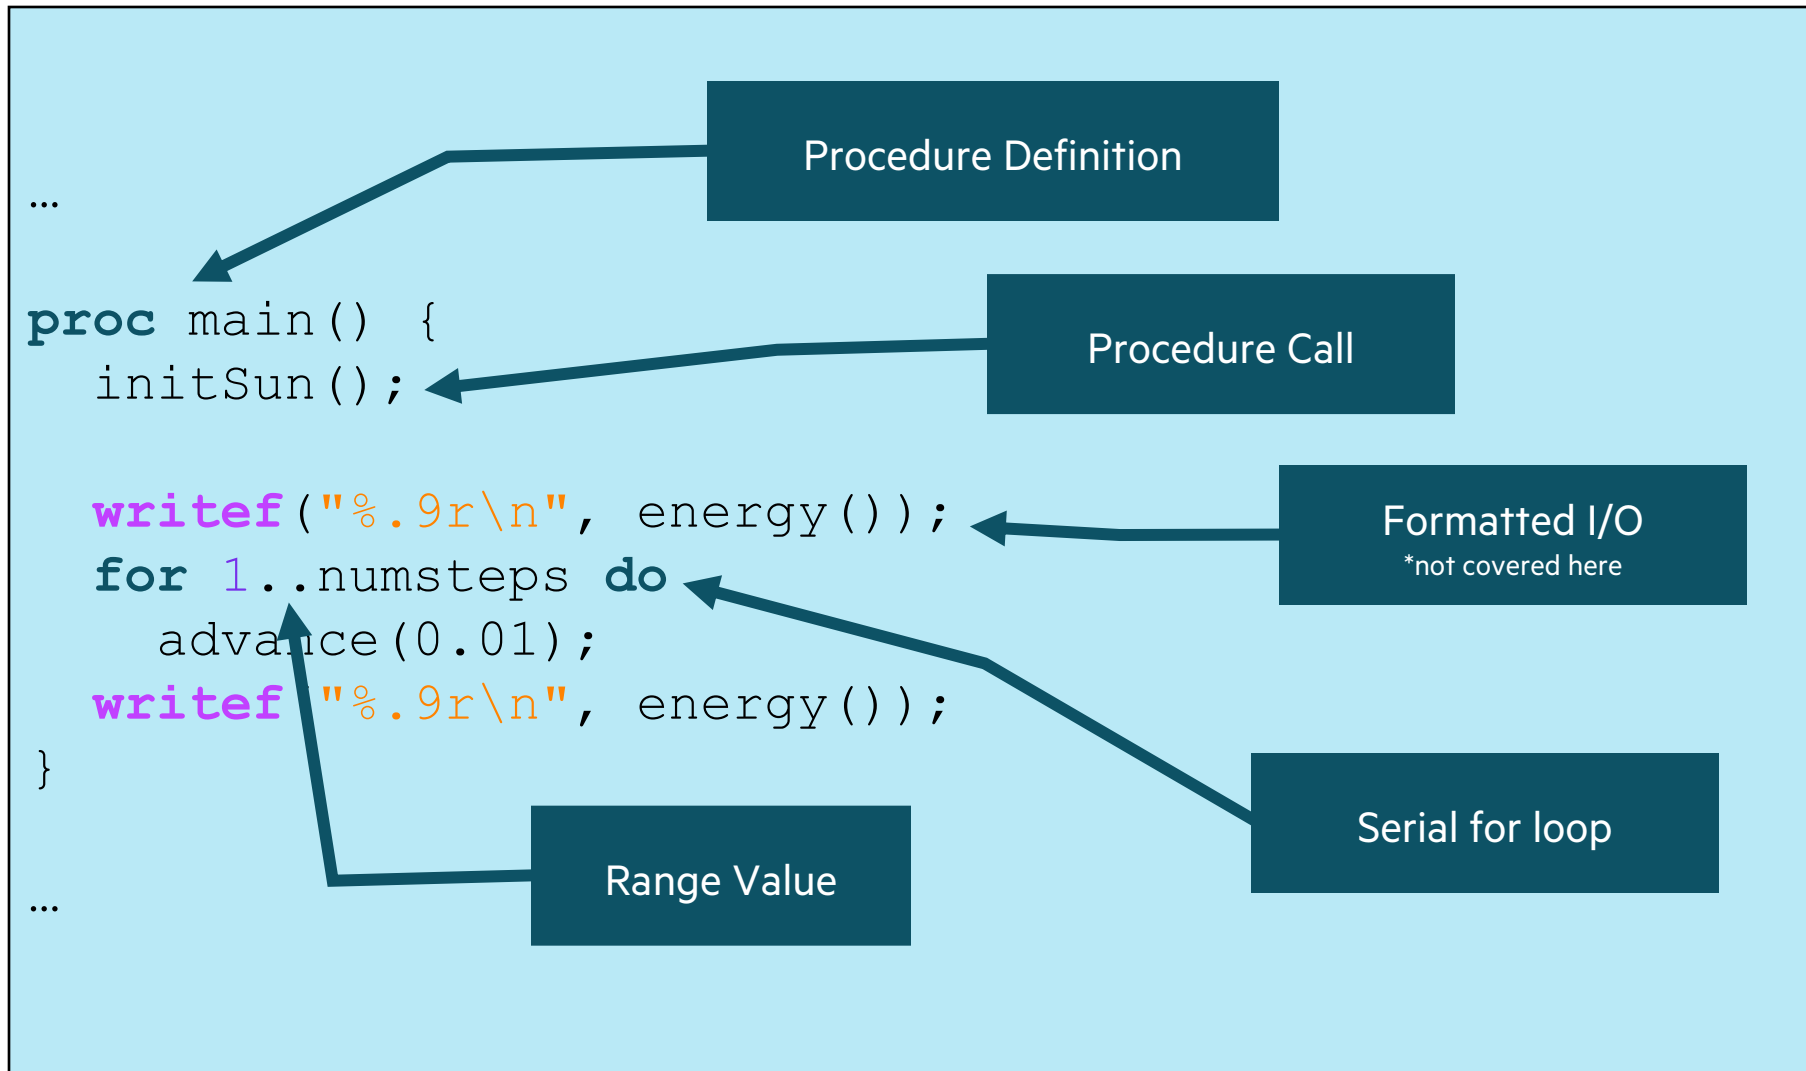 …
proc main() {
initSun();
writef("%.9r\n", energy());
for 1..numsteps do
advance(0.01);
writef("%.9r\n", energy());
}
…
Procedure Definition
Procedure Call
Formatted I/O
*not covered here
Serial for loop
Range Value